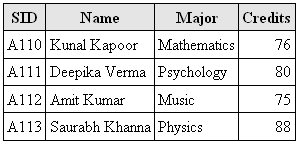 SID Name Major Credits
A110 Kunal Kapoor Mathematics 76
A111 Deepika Verma Psychology 80
A112 Amit Kumar Music 75
A113 Saurabh Khanna Physics 88